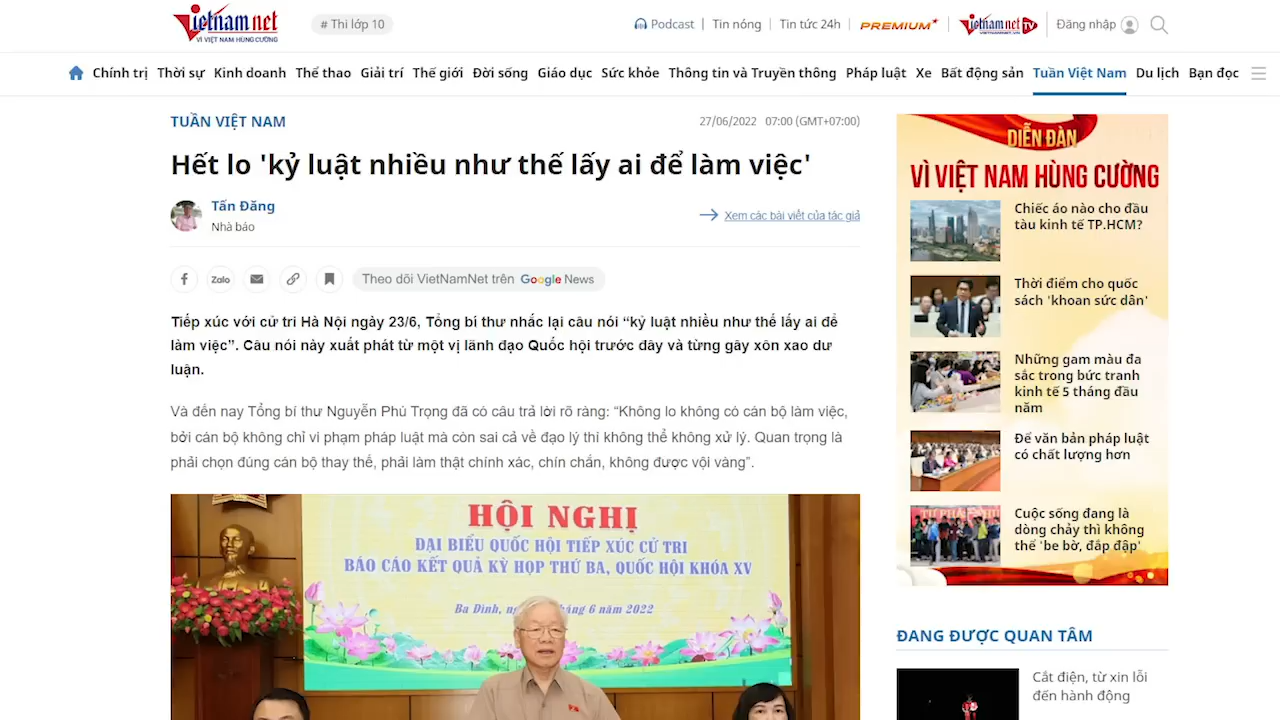 Vietnamnet
VÌ VIỆT NAM HÙNG CƯỜNG
# Thi lớp 10
Podcast
Tin nóng
Tin tức 24h
PREMIUM
Vietnamnet TV
Đăng nhập
Chính trị Thời sự Kinh doanh Thể thao Giải trí Thế giới Đời sống Giáo dục Sức khỏe Thông tin và Truyền thông Pháp luật Xe Bất động sản Tuần Việt Nam Du lịch Bạn đọc
TUẦN VIỆT NAM
27/06/2022 07:00 (GMT+07:00)
Hết lo 'kỷ luật nhiều như thế lấy ai để làm việc'
Tấn Đăng
Nhà báo
Xem các bài viết của tác giả
Zalo
Theo dõi VietNamNet trên Google News
Tiếp xúc với cử tri Hà Nội ngày 23/6, Tổng bí thư nhắc lại câu nói “kỷ luật nhiều như thế lấy ai để
làm việc”. Câu nói này xuất phát từ một vị lãnh đạo Quốc hội trước đây và từng gây xôn xao dư
luận.
Và đến nay Tổng bí thư Nguyễn Phú Trọng đã có câu trả lời rõ ràng: “Không lo không có cán bộ làm việc,
bởi cán bộ không chỉ vi phạm pháp luật mà còn sai cả về đạo lý thì không thể không xử lý. Quan trọng là
phải chọn đúng cán bộ thay thế, phải làm thật chính xác, chín chắn, không được vội vàng”.
HỘI NGHỊ
ĐẠI BIỂU QUỐC HỘI TIẾP XÚC CỬ TRI
BÁO CÁO KẾT QUẢ KỲ HỌP THỨ BA, QUỐC HỘI KHÓA XV
Ba Đình, tháng 6 năm 2022
DIỄN ĐÀN
VÌ VIỆT NAM HÙNG CƯỜNG
Chiếc áo nào cho đầu
tàu kinh tế TP.HCM?
Thời điểm cho quốc
sách 'khoan sức dân'
Những gam màu đa
sắc trong bức tranh
kinh tế 5 tháng đầu
năm
Để văn bản pháp luật
có chất lượng hơn
Cuộc sống đang là
dòng chảy thì không
thể 'be bờ, đắp đập'
ĐANG ĐƯỢC QUAN TÂM
Cắt điện, từ xin lỗi
đến hành động